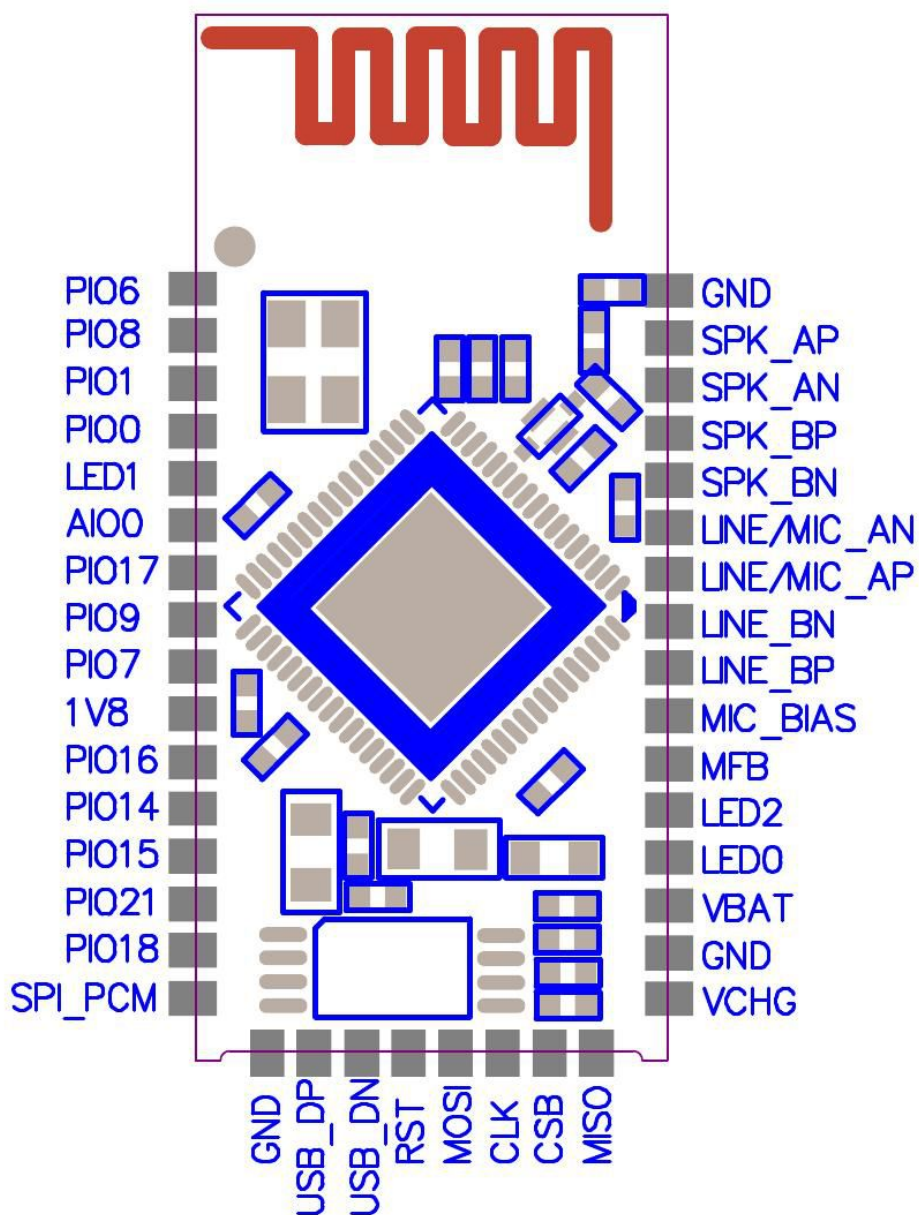 PIO6
PIO8
PIO1
PIO0
LED1
AIO0
PIO17
PIO9
PIO7
1V8
PIO16
PIO14
PIO15
PIO21
PIO18
SPI_PCM
GND
SPK_AP
SPK_AN
SPK_BP
SPK_BN
LINE/MIC_AN
LINE/MIC_AP
LINE_BN
LINE_BP
MIC_BIAS
MFB
LED2
LED0
VBAT
GND
VCHG
GND
USB_DP
USB_DN
RST
MOSI
CLK
CSB
MISO